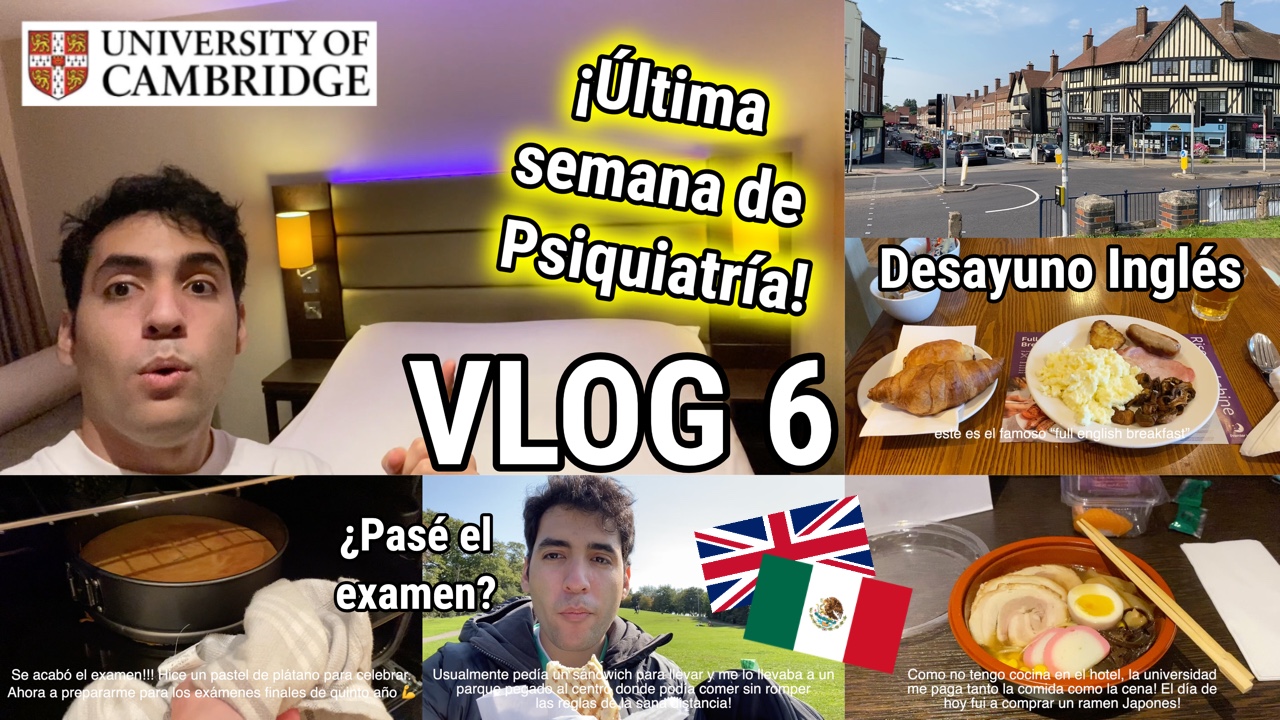 UNIVERSITY OF
CAMBRIDGE
¡Última
semana de
Psiquiatría!
VLOG 6
Desayuno Inglés
este es el famoso "full english breakfast"
¿Pasé el
examen?
Se acabó el examen!!! Hice un pastel de plátano para celebrar.
Ahora a prepararme para los exámenes finales de quinto año 💪
Usualmente pedía un sándwich para llevar y me lo llevaba a un
parque pegado al centro donde podía comer sin romper
las reglas de la sana distancia!
Como no tengo cocina en el hotel, la universidad
me paga tanto la comida como la cena! El día de
hoy fui a comprar un ramen Japones!